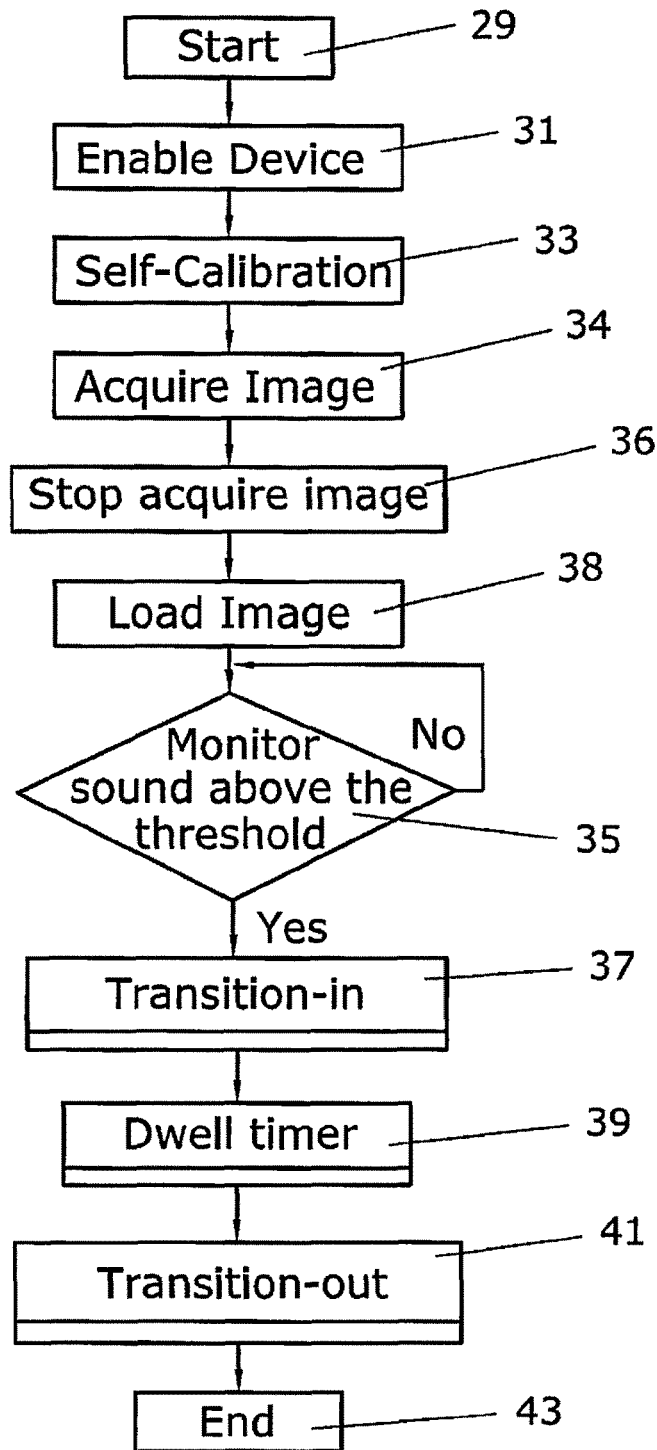 Start
29
Enable Device
31
Self-Calibration
33
Acquire Image
34
Stop acquire image
36
Load Image
38
Monitor
sound above the
threshold
No
35
Yes
Transition-in
37
Dwell timer
39
Transition-out
41
End
43